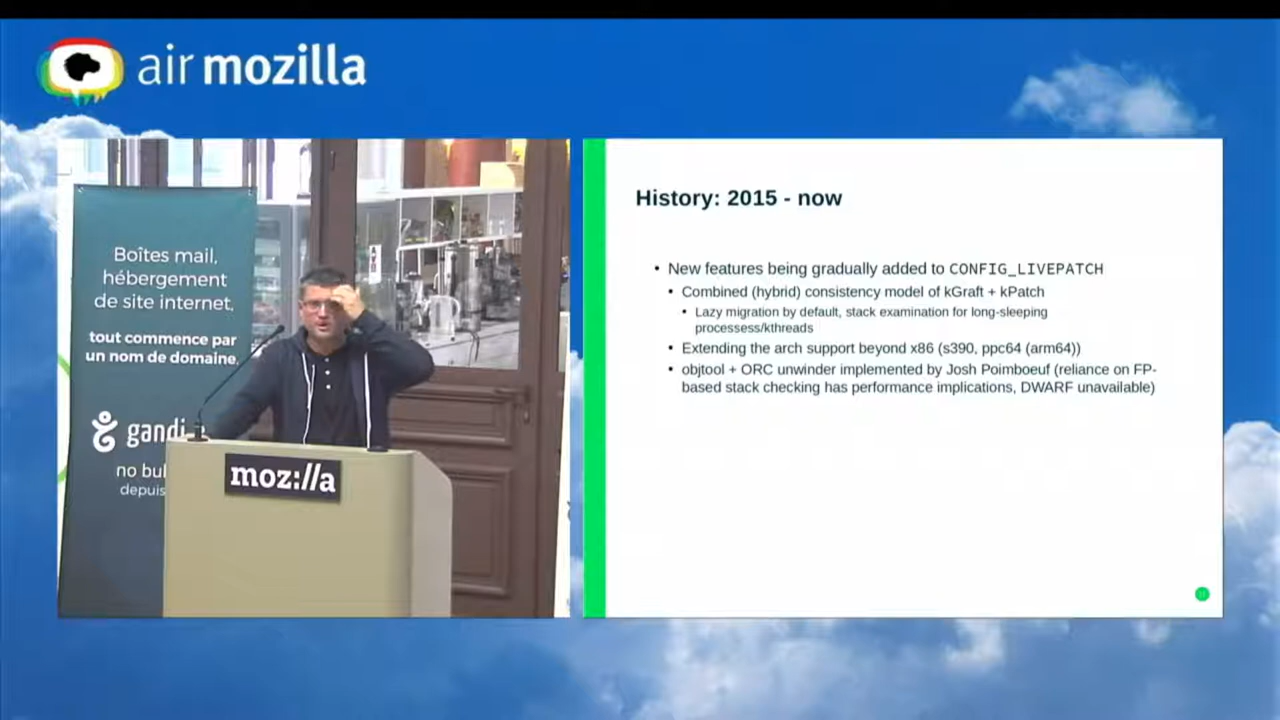 air mozilla
Boîtes mail,
hébergement
de site internet,
tout commence par
un nom de domaine.
gandi
no bul
depuis
moz://a
History: 2015 - now
• New features being gradually added to CONFIG_LIVEPATCH
• Combined (hybrid) consistency model of kGraft + kPatch
• Lazy migration by default, stack examination for long-sleeping
processess/kthreads
• Extending the arch support beyond x86 (s390, ppc64 (arm64))
• objtool + ORC unwinder implemented by Josh Poimboeuf (reliance on FP-
based stack checking has performance implications, DWARF unavailable)